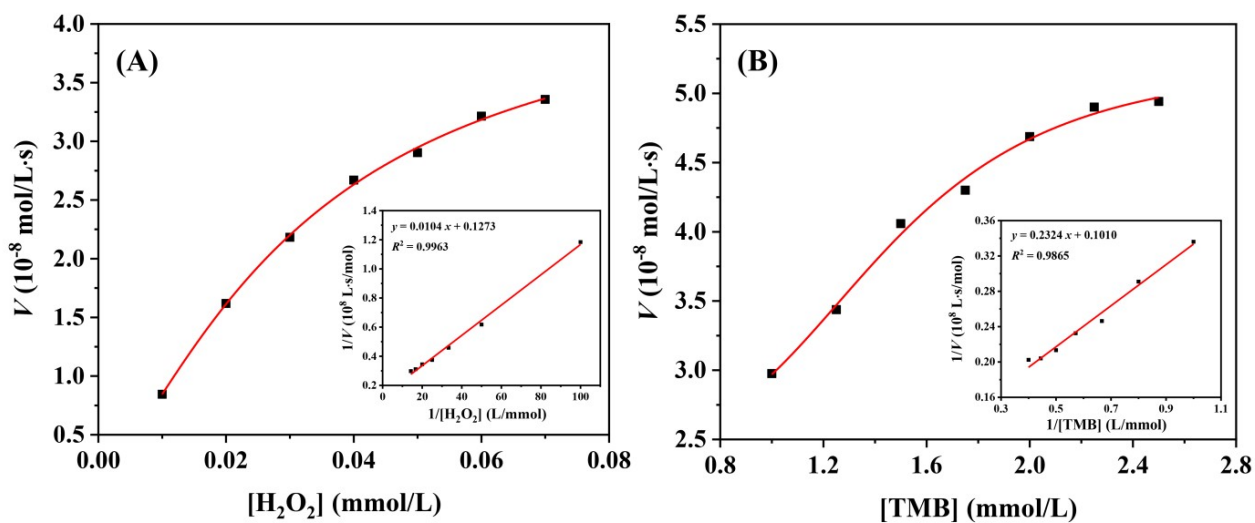 (A)
V (10⁻⁸ mol/L·s)
4.0
3.5
3.0
2.5
2.0
1.5
1.0
0.5
0.00 0.02 0.04 0.06 0.08
[H₂O₂] (mmol/L)
y = 0.0104 x + 0.1273
R² = 0.9963
1/V (10⁸ L·s/mol)
1.4
1.2
1.0
0.8
0.6
0.4
0.2
20 40 60 80 100
1/[H₂O₂] (L/mmol)
(B)
V (10⁻⁸ mol/L·s)
5.5
5.0
4.5
4.0
3.5
3.0
2.5
0.8 1.2 1.6 2.0 2.4 2.8
[TMB] (mmol/L)
y = 0.2324 x + 0.1010
R² = 0.9865
1/V (10⁸ L·s/mol)
0.36
0.32
0.28
0.24
0.20
0.16
0.3 0.5 0.7 0.9 1.1
1/[TMB] (L/mmol)